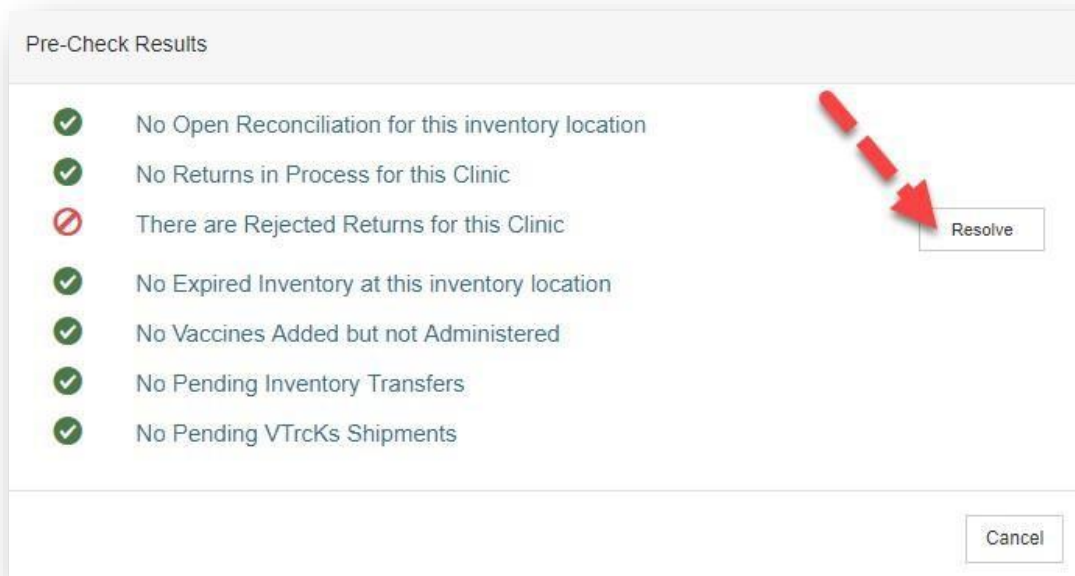 Pre-Check Results
No Open Reconciliation for this inventory location
No Returns in Process for this Clinic
There are Rejected Returns for this Clinic
Resolve
No Expired Inventory at this inventory location
No Vaccines Added but not Administered
No Pending Inventory Transfers
No Pending VTrcKs Shipments
Cancel